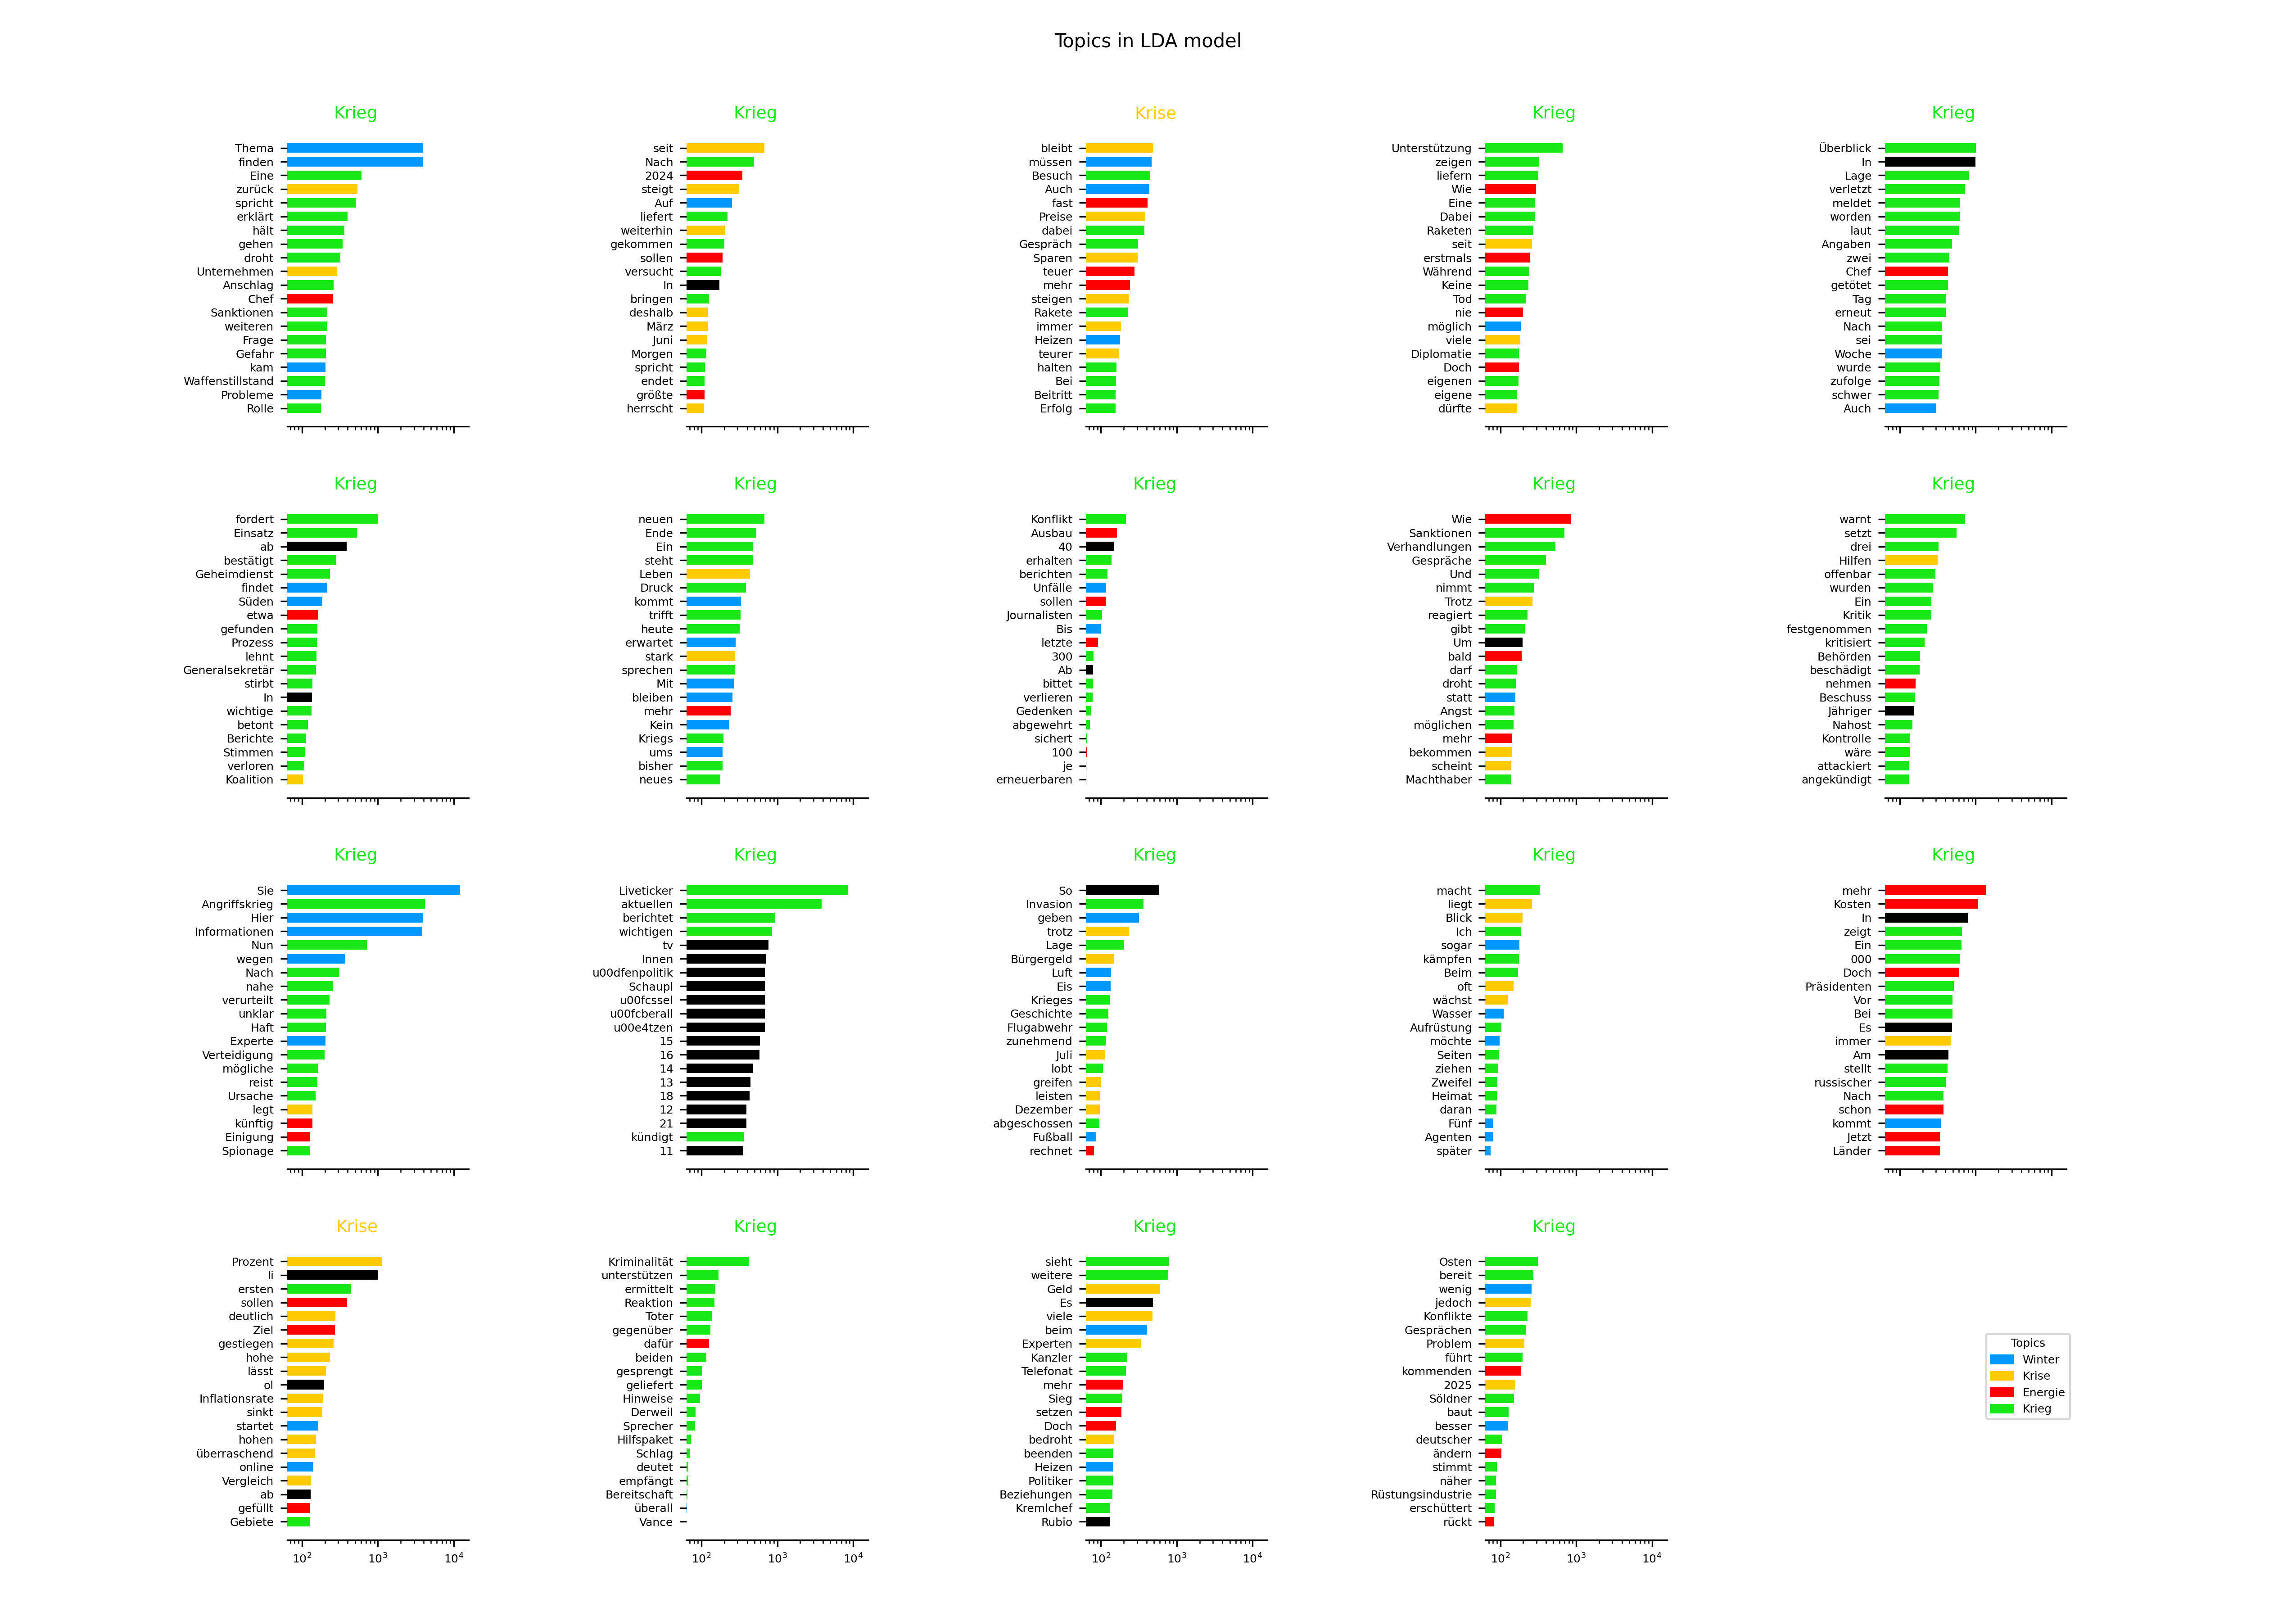 Topics in LDA model
Krieg
Thema
finden
Eine
zurück
spricht
erklärt
hält
gehen
droht
Unternehmen
Anschlag
Chef
Sanktionen
weiteren
Frage
Gefahr
kam
Waffenstillstand
Probleme
Rolle
Krieg
seit
Nach
2024
steigt
Auf
liefert
weiterhin
gekommen
sollen
versucht
In
bringen
deshalb
März
Juni
Morgen
spricht
endet
größte
herrscht
Krise
bleibt
müssen
Besuch
Auch
fast
Preise
dabei
Gespräch
Sparen
teuer
mehr
steigen
Rakete
immer
Heizen
teurer
halten
Bei
Beitritt
Erfolg
Krieg
Unterstützung
zeigen
liefern
Wie
Eine
Dabei
Raketen
seit
erstmals
Während
Keine
Tod
nie
möglich
viele
Diplomatie
Doch
eigenen
eigene
dürfte
Krieg
Überblick
In
Lage
verletzt
meldet
worden
laut
Angaben
zwei
Chef
getötet
Tag
erneut
Nach
sei
Woche
wurde
zufolge
schwer
Auch
Krieg
fordert
Einsatz
ab
bestätigt
Geheimdienst
findet
Süden
etwa
gefunden
Prozess
lehnt
Generalsekretär
stirbt
In
wichtige
betont
Berichte
Stimmen
verloren
Koalition
Krieg
neuen
Ende
Ein
steht
Leben
Druck
kommt
trifft
heute
erwartet
stark
sprechen
Mit
bleiben
mehr
Kein
Kriegs
ums
bisher
neues
Krieg
Konflikt
Ausbau
40
erhalten
berichten
Unfälle
sollen
Journalisten
Bis
letzte
300
Ab
bittet
verlieren
Gedenken
abgewehrt
sichert
100
je
erneuerbaren
Krieg
Wie
Sanktionen
Verhandlungen
Gespräche
Und
nimmt
Trotz
reagiert
gibt
Um
bald
darf
droht
statt
Angst
möglichen
mehr
bekommen
scheint
Machthaber
Krieg
warnt
setzt
drei
Hilfen
offenbar
wurden
Ein
Kritik
festgenommen
kritisiert
Behörden
beschädigt
nehmen
Beschuss
Jähriger
Nahost
Kontrolle
wäre
attackiert
angekündigt
Krieg
Sie
Angriffskrieg
Hier
Informationen
Nun
wegen
Nach
nahe
verurteilt
unklar
Haft
Experte
Verteidigung
mögliche
reist
Ursache
legt
künftig
Einigung
Spionage
Krieg
Liveticker
aktuellen
berichtet
wichtigen
tv
Innen
u00dfenpolitik
Schaupl
u00fcssel
u00fcberall
u00e4tzen
15
16
14
13
18
12
21
kündigt
11
Krieg
So
Invasion
geben
trotz
Lage
Bürgergeld
Luft
Eis
Krieges
Geschichte
Flugabwehr
zunehmend
Juli
lobt
greifen
leisten
Dezember
abgeschossen
Fußball
rechnet
Krieg
macht
liegt
Blick
Ich
sogar
kämpfen
Beim
oft
wächst
Wasser
Aufrüstung
möchte
Seiten
ziehen
Zweifel
Heimat
daran
Fünf
Agenten
später
Krieg
mehr
Kosten
In
zeigt
Ein
000
Doch
Präsidenten
Vor
Bei
Es
immer
Am
stellt
russischer
Nach
schon
kommt
Jetzt
Länder
Krise
Prozent
li
ersten
sollen
deutlich
Ziel
gestiegen
hohe
lässt
ol
Inflationsrate
sinkt
startet
hohen
überraschend
online
Vergleich
ab
gefüllt
Gebiete
10² 10³ 10⁴
Krieg
Kriminalität
unterstützen
ermittelt
Reaktion
Toter
gegenüber
dafür
beiden
gesprengt
geliefert
Hinweise
Derweil
Sprecher
Hilfspaket
Schlag
deutet
empfängt
Bereitschaft
überall
Vance
10² 10³ 10⁴
Krieg
sieht
weitere
Geld
Es
viele
beim
Experten
Kanzler
Telefonat
mehr
Sieg
setzen
Doch
bedroht
beenden
Heizen
Politiker
Beziehungen
Kremlchef
Rubio
10² 10³ 10⁴
Krieg
Osten
bereit
wenig
jedoch
Konflikte
Gesprächen
Problem
führt
kommenden
2025
Söldner
baut
besser
deutscher
ändern
stimmt
näher
Rüstungsindustrie
erschüttert
rückt
10² 10³ 10⁴
Topics
Winter
Krise
Energie
Krieg